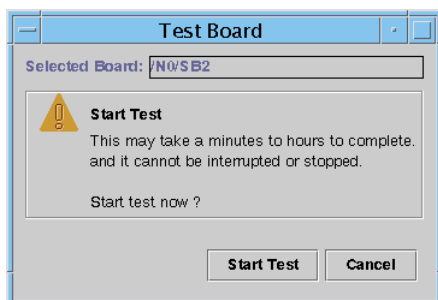 Test Board
Selected Board: /N0/SB2
Start Test
This may take a minutes to hours to complete.
and it cannot be interrupted or stopped.
Start test now ?
Start Test Cancel